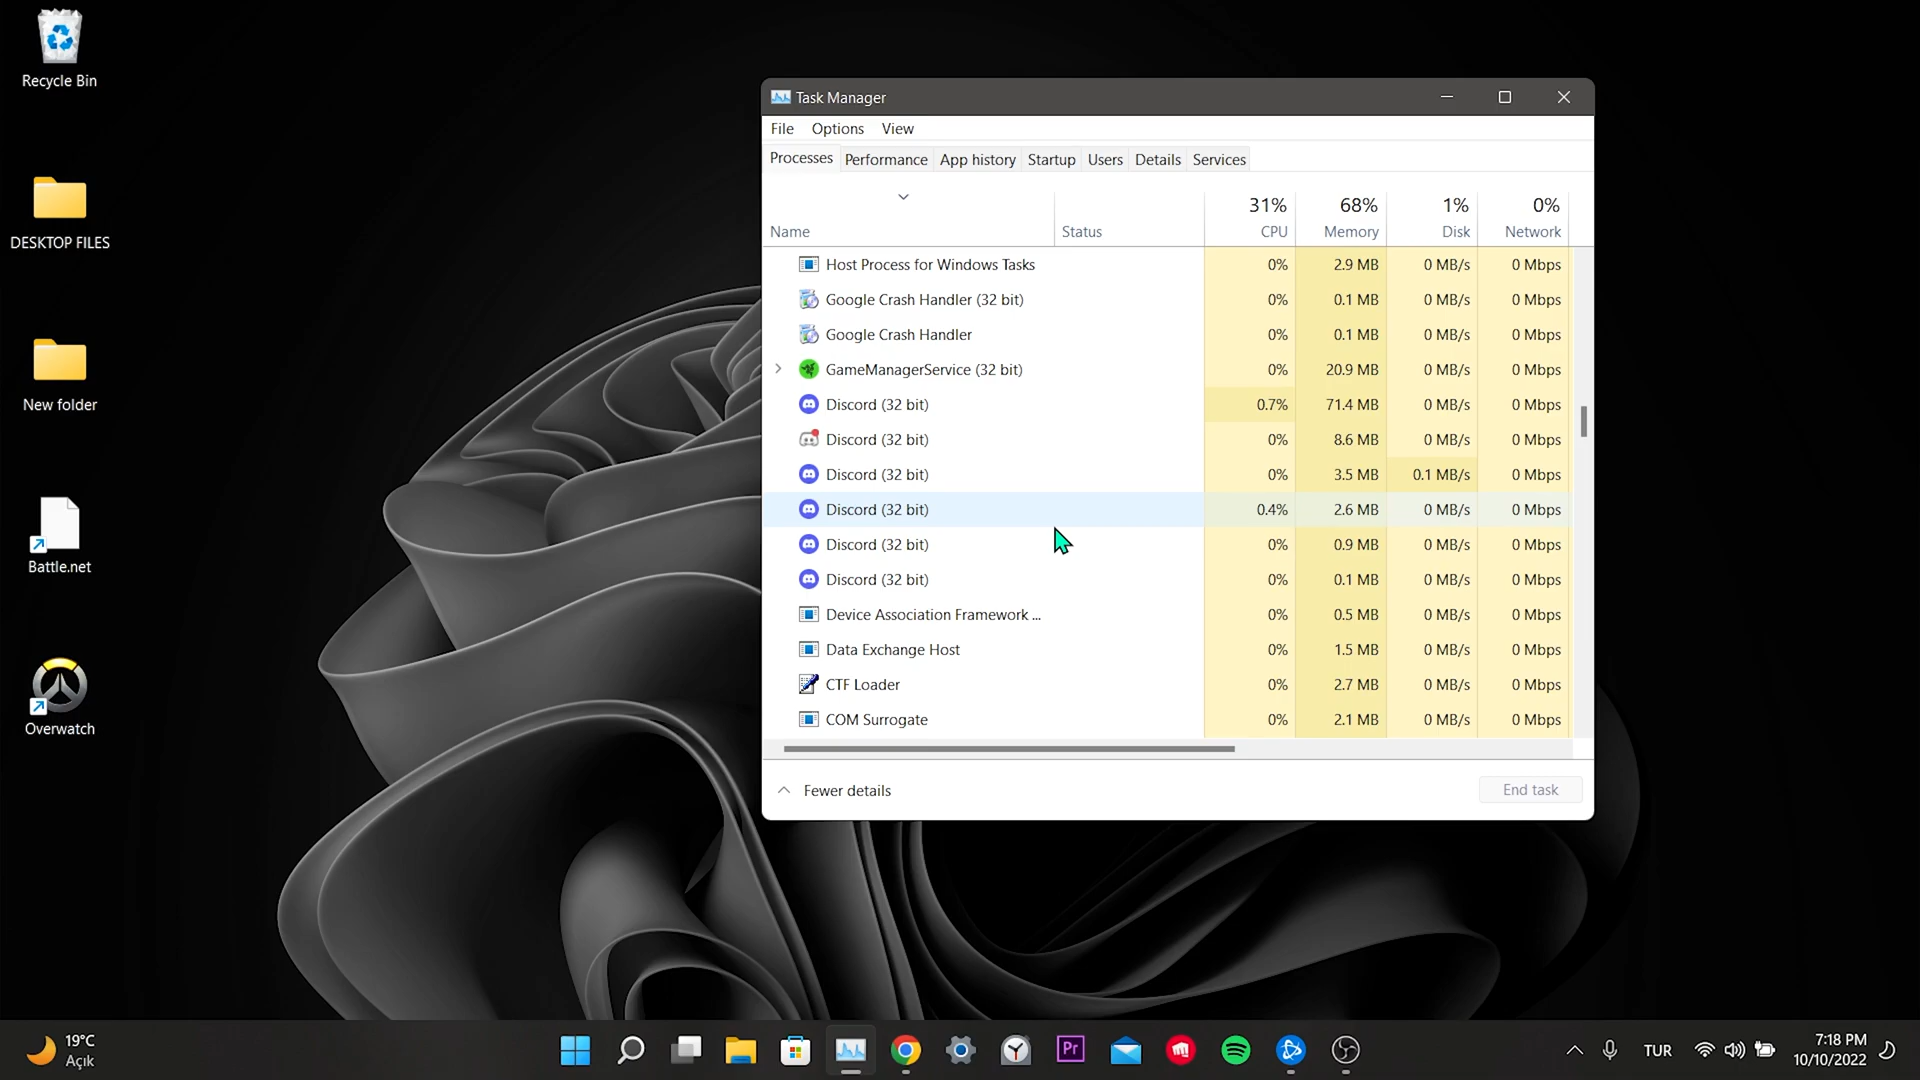 Recycle Bin
DESKTOP FILES
New folder
Battle.net
Overwatch
Task Manager
File Options View
Processes Performance App history Startup Users Details Services
31% 68% 1% 0%
Name Status CPU Memory Disk Network
Host Process for Windows Tasks 0% 2.9 MB 0 MB/s 0 Mbps
Google Crash Handler (32 bit) 0% 0.1 MB 0 MB/s 0 Mbps
Google Crash Handler 0% 0.1 MB 0 MB/s 0 Mbps
GameManagerService (32 bit) 0% 20.9 MB 0 MB/s 0 Mbps
Discord (32 bit) 0.7% 71.4 MB 0 MB/s 0 Mbps
Discord (32 bit) 0% 8.6 MB 0 MB/s 0 Mbps
Discord (32 bit) 0% 3.5 MB 0.1 MB/s 0 Mbps
Discord (32 bit) 0.4% 2.6 MB 0 MB/s 0 Mbps
Discord (32 bit) 0% 0.9 MB 0 MB/s 0 Mbps
Discord (32 bit) 0% 0.1 MB 0 MB/s 0 Mbps
Device Association Framework ... 0% 0.5 MB 0 MB/s 0 Mbps
Data Exchange Host 0% 1.5 MB 0 MB/s 0 Mbps
CTF Loader 0% 2.7 MB 0 MB/s 0 Mbps
COM Surrogate 0% 2.1 MB 0 MB/s 0 Mbps
Fewer details End task
19°C
Açık
Pr
TUR
7:18 PM
10/10/2022